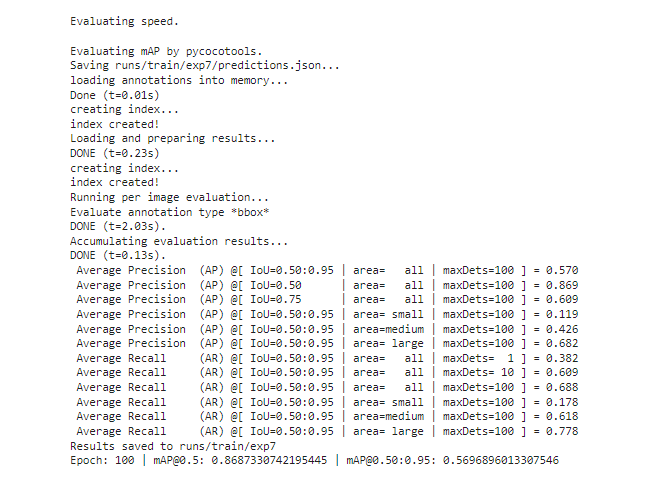 Evaluating speed.

Evaluating mAP by pycocotools.
Saving runs/train/exp7/predictions.json...
loading annotations into memory...
Done (t=0.01s)
creating index...
index created!
Loading and preparing results...
DONE (t=0.23s)
creating index...
index created!
Running per image evaluation...
Evaluate annotation type *bbox*
DONE (t=2.03s).
Accumulating evaluation results...
DONE (t=0.13s).
 Average Precision  (AP) @[ IoU=0.50:0.95 | area=   all | maxDets=100 ] = 0.570
 Average Precision  (AP) @[ IoU=0.50      | area=   all | maxDets=100 ] = 0.869
 Average Precision  (AP) @[ IoU=0.75      | area=   all | maxDets=100 ] = 0.609
 Average Precision  (AP) @[ IoU=0.50:0.95 | area= small | maxDets=100 ] = 0.119
 Average Precision  (AP) @[ IoU=0.50:0.95 | area=medium | maxDets=100 ] = 0.426
 Average Precision  (AP) @[ IoU=0.50:0.95 | area= large | maxDets=100 ] = 0.682
 Average Recall     (AR) @[ IoU=0.50:0.95 | area=   all | maxDets=  1 ] = 0.382
 Average Recall     (AR) @[ IoU=0.50:0.95 | area=   all | maxDets= 10 ] = 0.609
 Average Recall     (AR) @[ IoU=0.50:0.95 | area=   all | maxDets=100 ] = 0.688
 Average Recall     (AR) @[ IoU=0.50:0.95 | area= small | maxDets=100 ] = 0.178
 Average Recall     (AR) @[ IoU=0.50:0.95 | area=medium | maxDets=100 ] = 0.618
 Average Recall     (AR) @[ IoU=0.50:0.95 | area= large | maxDets=100 ] = 0.778
Results saved to runs/train/exp7
Epoch: 100 | mAP@0.5: 0.8687330742195445 | mAP@0.50:0.95: 0.5696896013307546